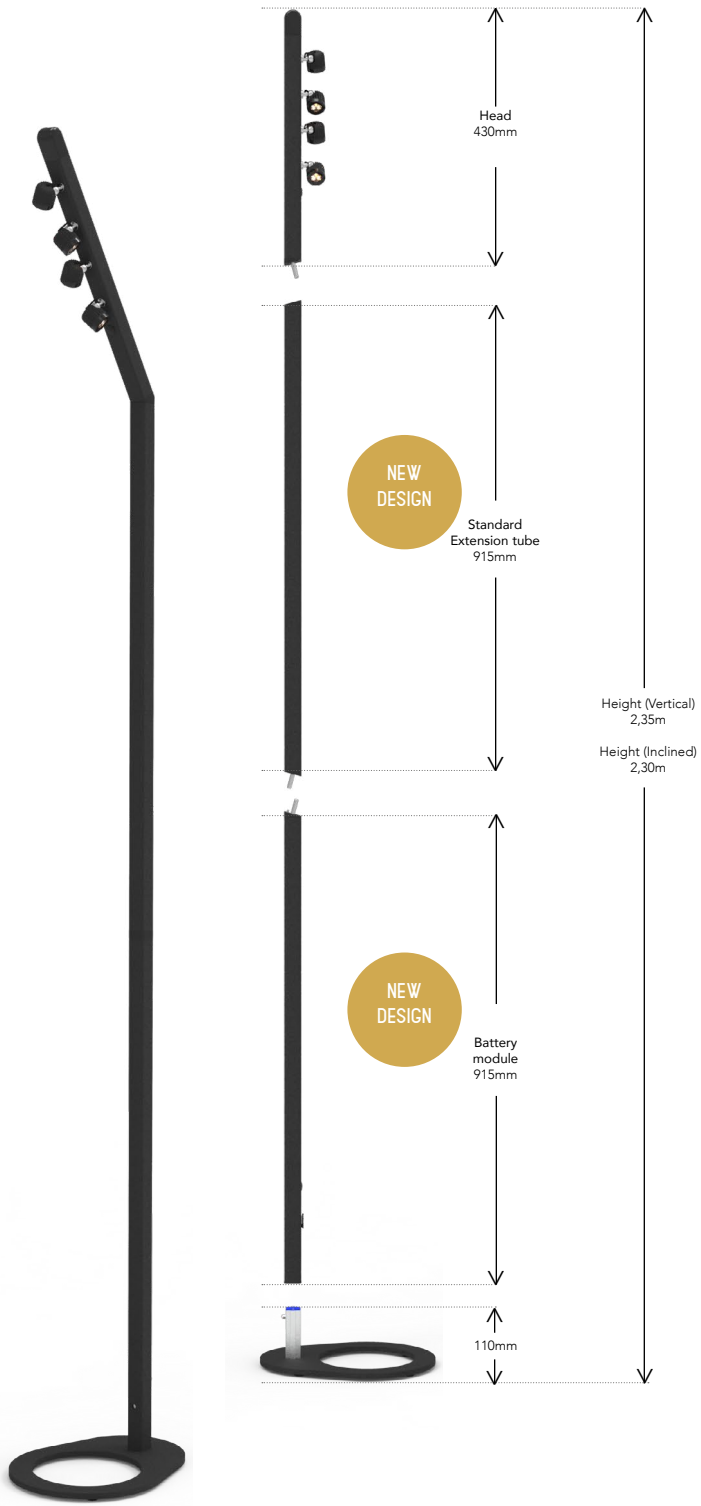 Head
430mm
NEW
DESIGN
Standard
Extension tube
915mm
Height (Vertical)
2,35m
Height (Inclined)
2,30m
NEW
DESIGN
Battery
module
915mm
110mm